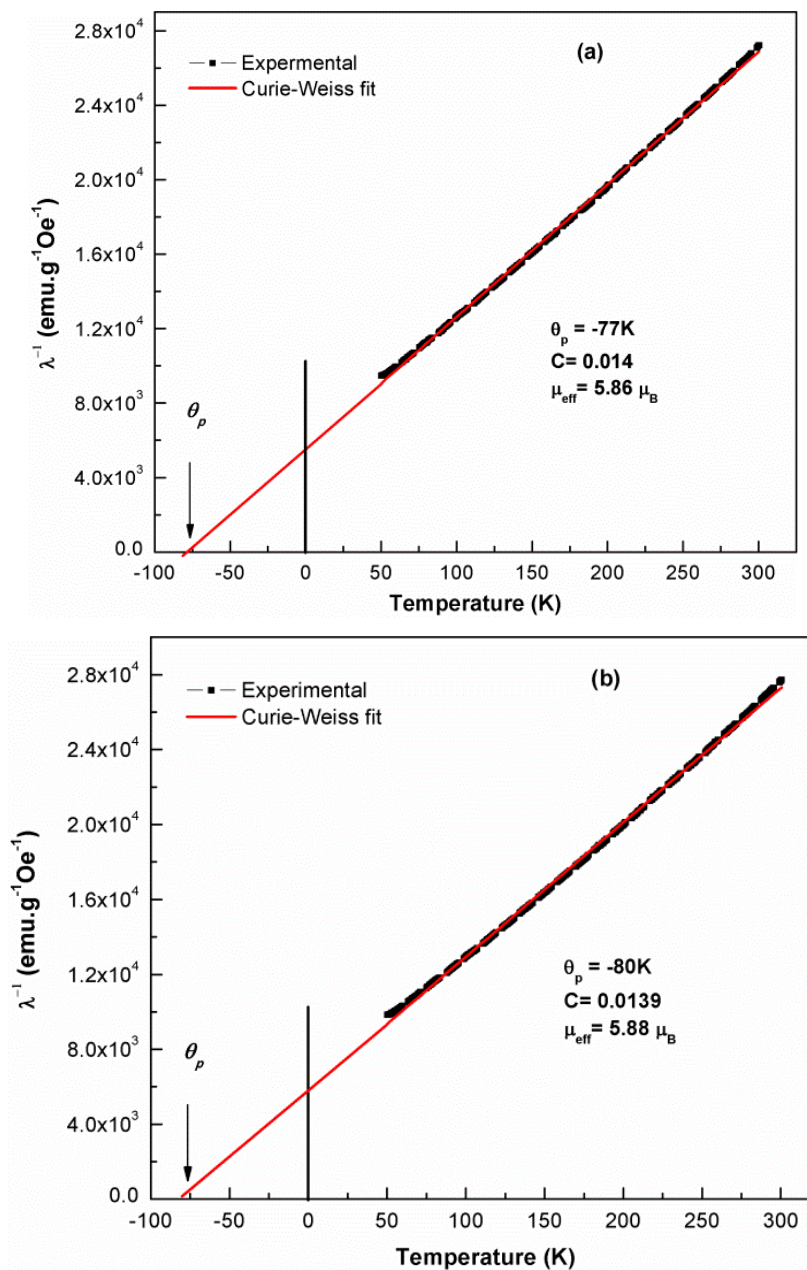 (a)
Expermental
Curie-Weiss fit
2.8x10⁴
2.4x10⁴
2.0x10⁴
1.6x10⁴
1.2x10⁴
8.0x10³
4.0x10³
0.0
λ⁻¹ (emu.g⁻¹Oe⁻¹)
θₚ = -77K
C= 0.014
μeff= 5.86 μB
θₚ
-100 -50 0 50 100 150 200 250 300
Temperature (K)
(b)
Experimental
Curie-Weiss fit
2.8x10⁴
2.4x10⁴
2.0x10⁴
1.6x10⁴
1.2x10⁴
8.0x10³
4.0x10³
0.0
λ⁻¹ (emu.g⁻¹Oe⁻¹)
θₚ = -80K
C= 0.0139
μeff= 5.88 μB
θₚ
-100 -50 0 50 100 150 200 250 300
Temperature (K)